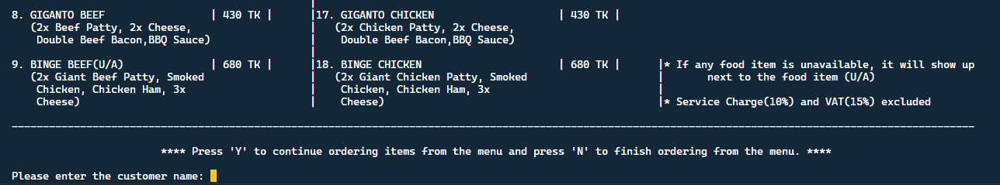 8. GIGANTO BEEF | 430 TK | |17. GIGANTO CHICKEN | 430 TK |
(2x Beef Patty, 2x Cheese, | (2x Chicken Patty, 2x Cheese,
Double Beef Bacon,BBQ Sauce) | Double Beef Bacon,BBQ Sauce)
9. BINGE BEEF(U/A) | 680 TK | |18. BINGE CHICKEN | 680 TK | |* If any food item is unavailable, it will show up
(2x Giant Beef Patty, Smoked | (2x Giant Chicken Patty, Smoked | next to the food item (U/A)
Chicken, Chicken Ham, 3x | Chicken, Chicken Ham, 3x |
Cheese) | Cheese) |* Service Charge(10%) and VAT(15%) excluded
**** Press 'Y' to continue ordering items from the menu and press 'N' to finish ordering from the menu. ****
Please enter the customer name: